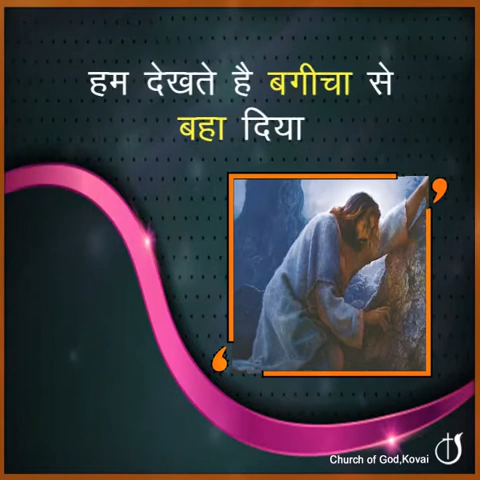 हम देखते है बगीचा से
बहा दिया
Church of God,Kovai